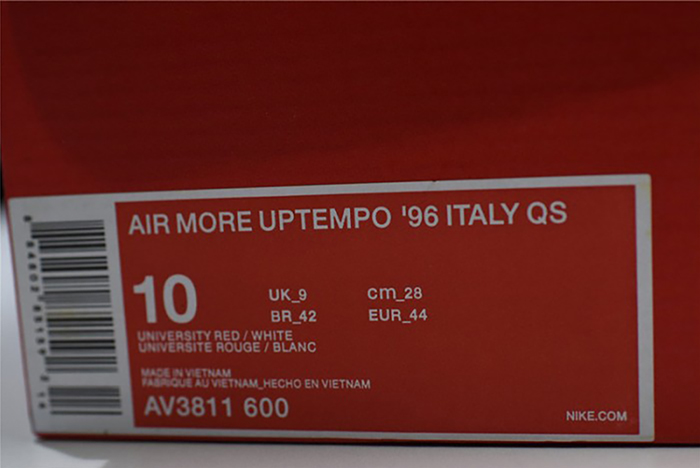 AIR MORE UPTEMPO '96 ITALY QS
10
UK_9 cm_28
BR_42 EUR_44
UNIVERSITY RED / WHITE
UNIVERSITE ROUGE / BLANC
MADE IN VIETNAM
FABRIQUÉ AU VIETNAM_HECHO EN VIETNAM
AV3811 600
NIKE.COM